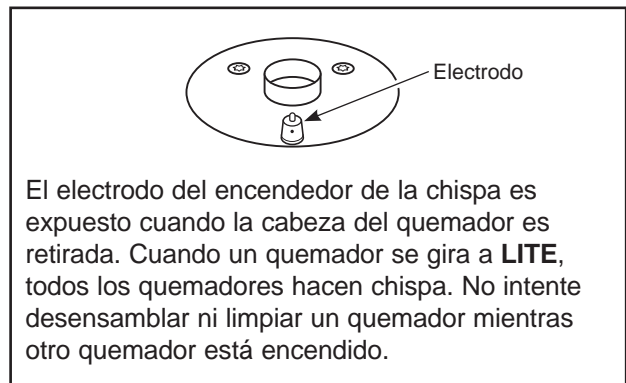 Electrodo
El electrodo del encendedor de la chispa es
expuesto cuando la cabeza del quemador es
retirada. Cuando un quemador se gira a LITE,
todos los quemadores hacen chispa. No intente
desensamblar ni limpiar un quemador mientras
otro quemador está encendido.